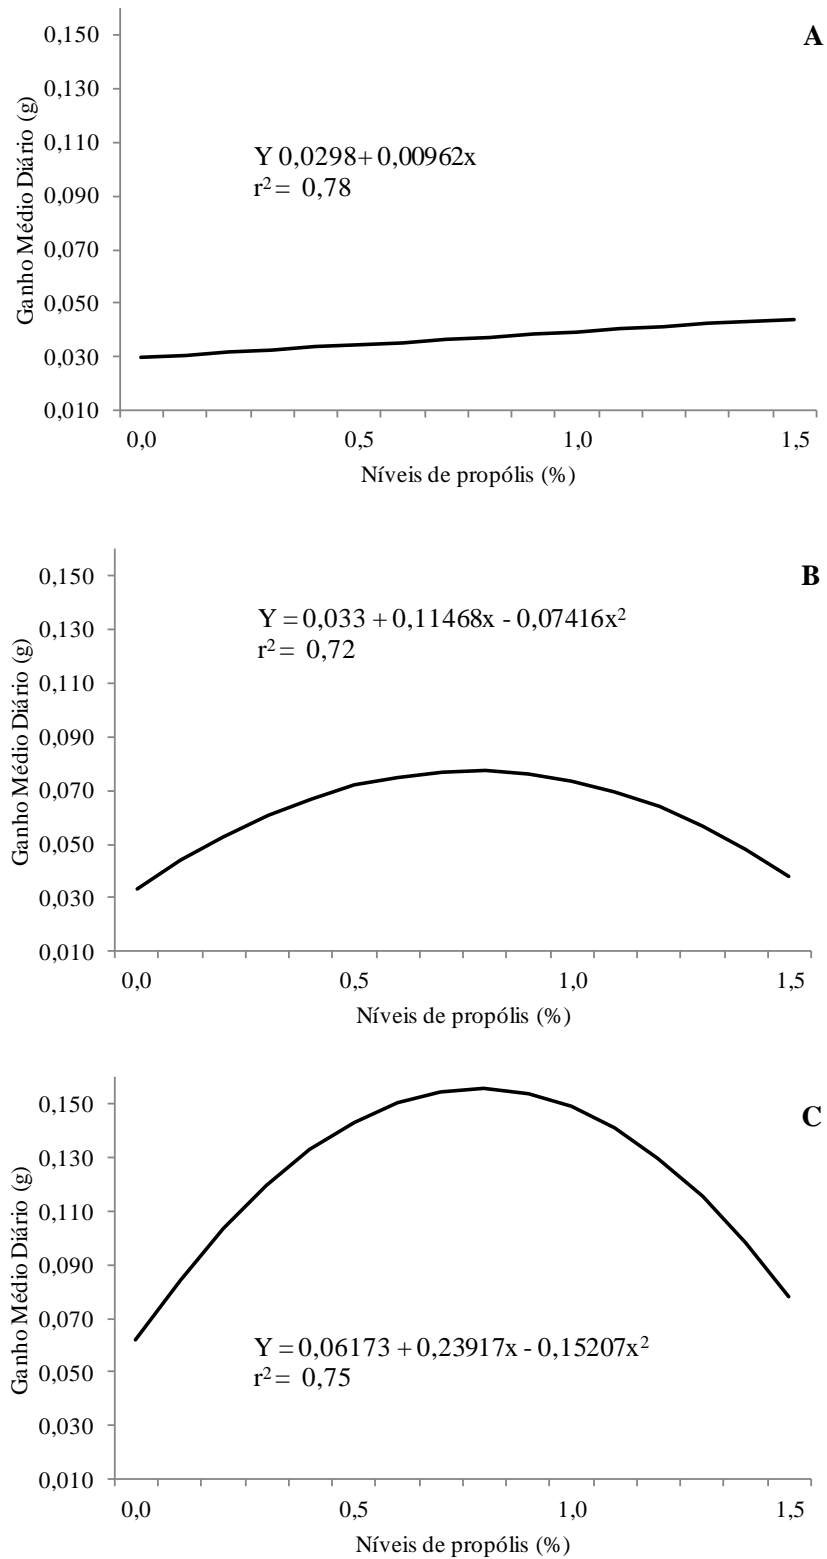 A
0,150
0,130
0,110
0,090
0,070
0,050
0,030
0,010
Ganho Médio Diário (g)
Y 0,0298+ 0,00962x
r² = 0,78
0,0 0,5 1,0 1,5
Níveis de propólis (%)
B
0,150
0,130
0,110
0,090
0,070
0,050
0,030
0,010
Ganho Médio Diário (g)
Y = 0,033 + 0,11468x - 0,07416x²
r² = 0,72
0,0 0,5 1,0 1,5
Níveis de propólis (%)
C
0,150
0,130
0,110
0,090
0,070
0,050
0,030
0,010
Ganho Médio Diário (g)
Y = 0,06173 + 0,23917x - 0,15207x²
r² = 0,75
0,0 0,5 1,0 1,5
Níveis de propólis (%)